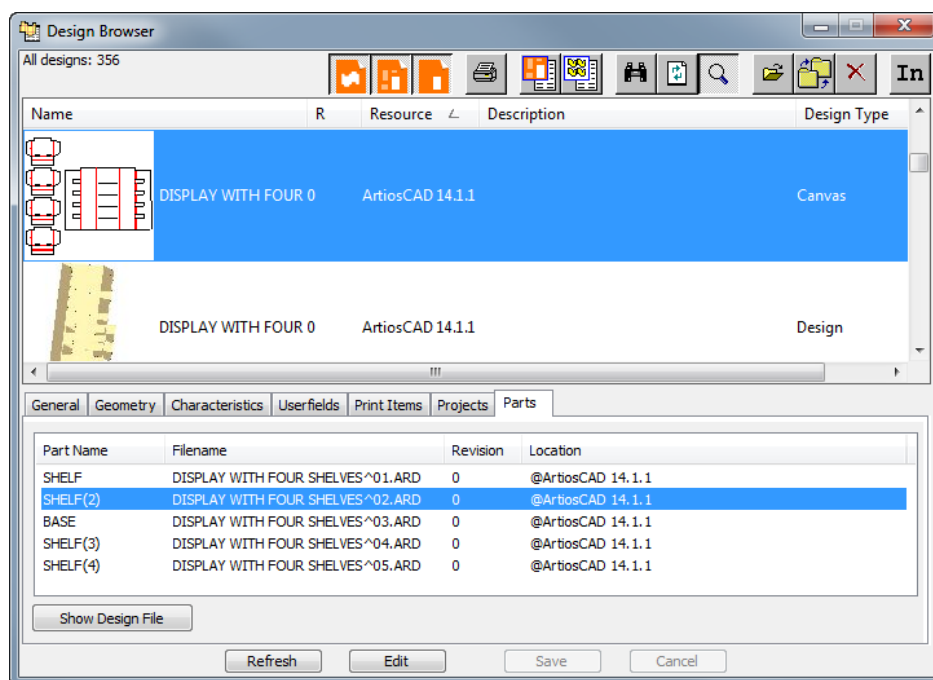 Design Browser
All designs: 356
In
Name R Resource Description Design Type
DISPLAY WITH FOUR 0 ArtiosCAD 14.1.1 Canvas
DISPLAY WITH FOUR 0 ArtiosCAD 14.1.1 Design
General Geometry Characteristics Userfields Print Items Projects Parts
Part Name Filename Revision Location
SHELF DISPLAY WITH FOUR SHELVES^01.ARD 0 @ArtiosCAD 14.1.1
SHELF(2) DISPLAY WITH FOUR SHELVES^02.ARD 0 @ArtiosCAD 14.1.1
BASE DISPLAY WITH FOUR SHELVES^03.ARD 0 @ArtiosCAD 14.1.1
SHELF(3) DISPLAY WITH FOUR SHELVES^04.ARD 0 @ArtiosCAD 14.1.1
SHELF(4) DISPLAY WITH FOUR SHELVES^05.ARD 0 @ArtiosCAD 14.1.1
Show Design File
Refresh Edit Save Cancel